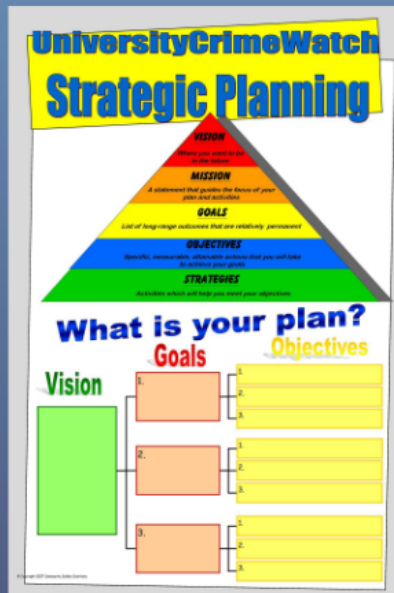 UniversityCrimeWatch
Strategic Planning
VISION
Where you want to be
in the future
MISSION
A statement that guides the focus of your
plan and activities
GOALS
List of long-range outcomes that are relatively permanent
OBJECTIVES
Specific, measurable, attainable actions that you will take
to achieve your goals
STRATEGIES
Activities which will help you meet your objectives
What is your plan?
Vision
Goals
Objectives
1.
1.
2.
3.
2.
1.
2.
3.
3.
1.
2.
3.